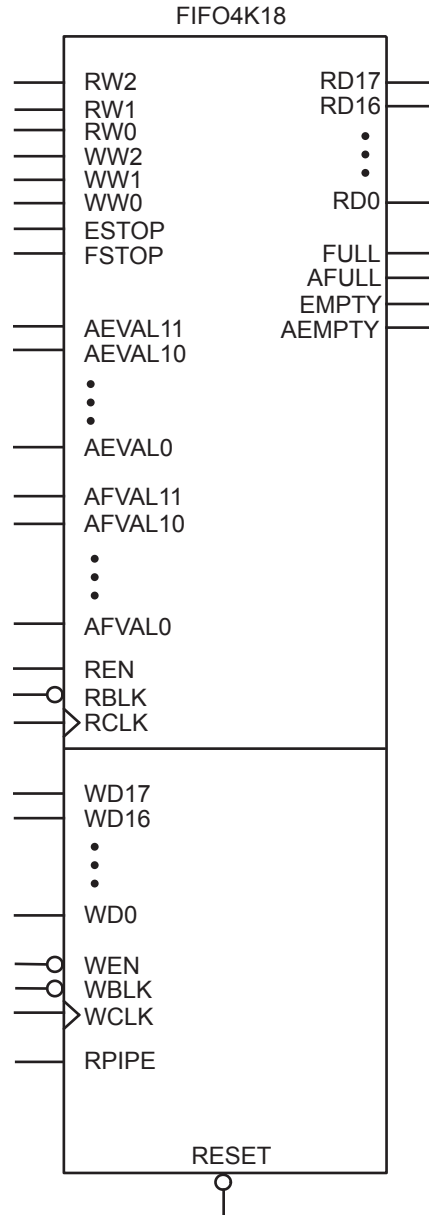 FIFO4K18
RW2
RW1
RW0
WW2
WW1
WW0
ESTOP
FSTOP
AEVAL11
AEVAL10
AEVAL0
AFVAL11
AFVAL10
AFVAL0
REN
RBLK
RCLK
RD17
RD16
RD0
FULL
AFULL
EMPTY
AEMPTY
WD17
WD16
WD0
WEN
WBLK
WCLK
RPIPE
RESET